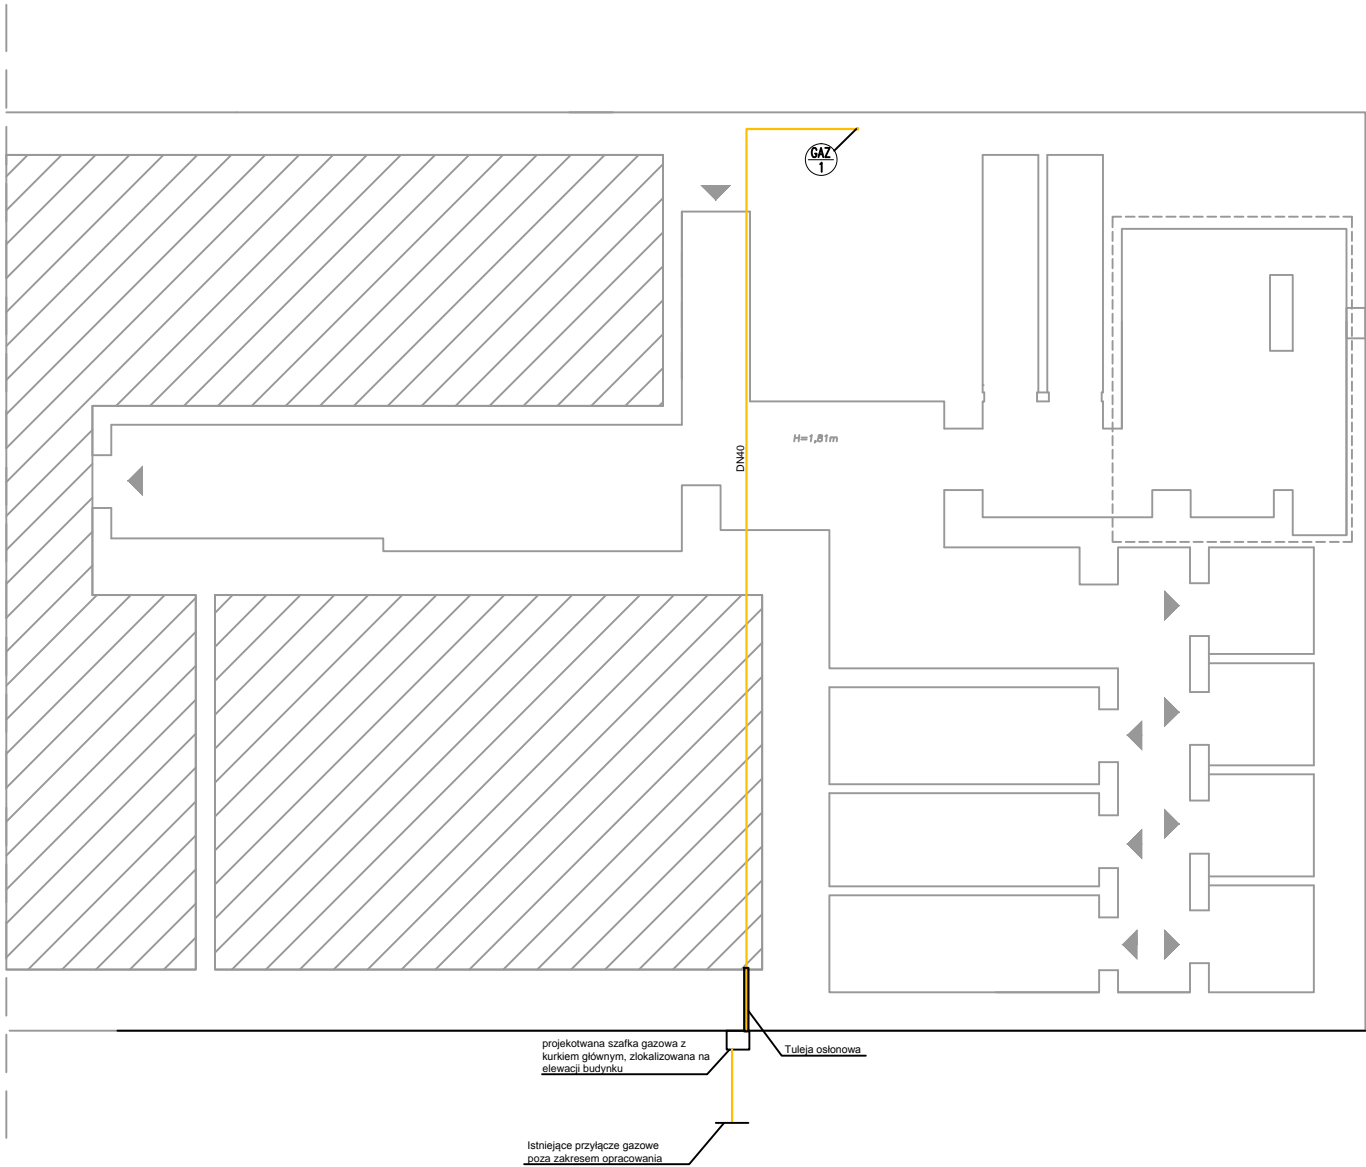 GAZ
1
H=1,81m
DN40
projekotwana szafka gazowa z
kurkiem głównym, zlokalizowana na
elewacji budynku
Tuleja osłonowa
Istniejące przyłącze gazowe
poza zakresem opracowania